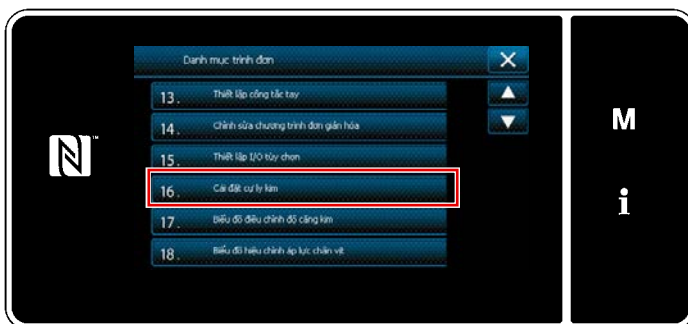 Danh mục trình đơn
13. Thiết lập công tắc tay
14. Chỉnh sửa chương trình đơn giản hóa
15. Thiết lập I/O tùy chọn
16. Cài đặt cự ly kim
17. Biểu đồ điều chỉnh độ căng kim
18. Biểu đồ hiệu chỉnh áp lực chân vịt
M
i